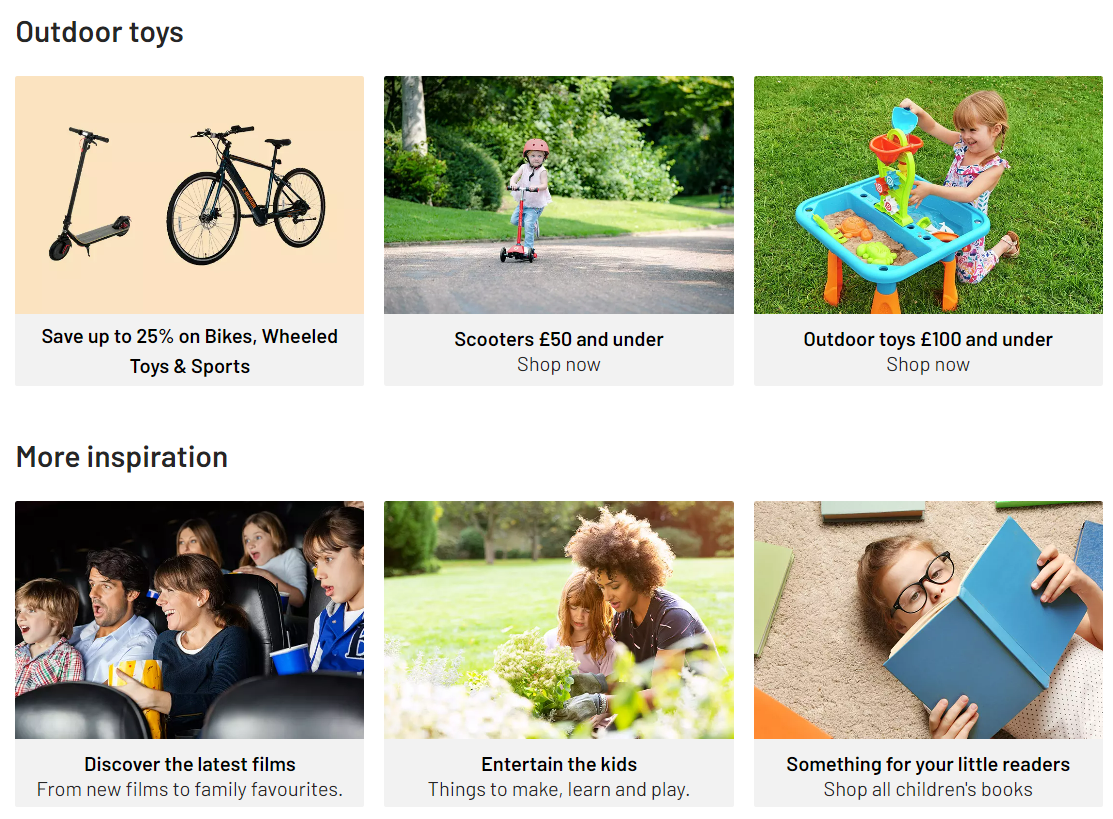 Outdoor toys
Save up to 25% on Bikes, Wheeled
Toys & Sports
Scooters £50 and under
Shop now
Outdoor toys £100 and under
Shop now
More inspiration
Discover the latest films
From new films to family favourites.
Entertain the kids
Things to make, learn and play.
Something for your little readers
Shop all children's books